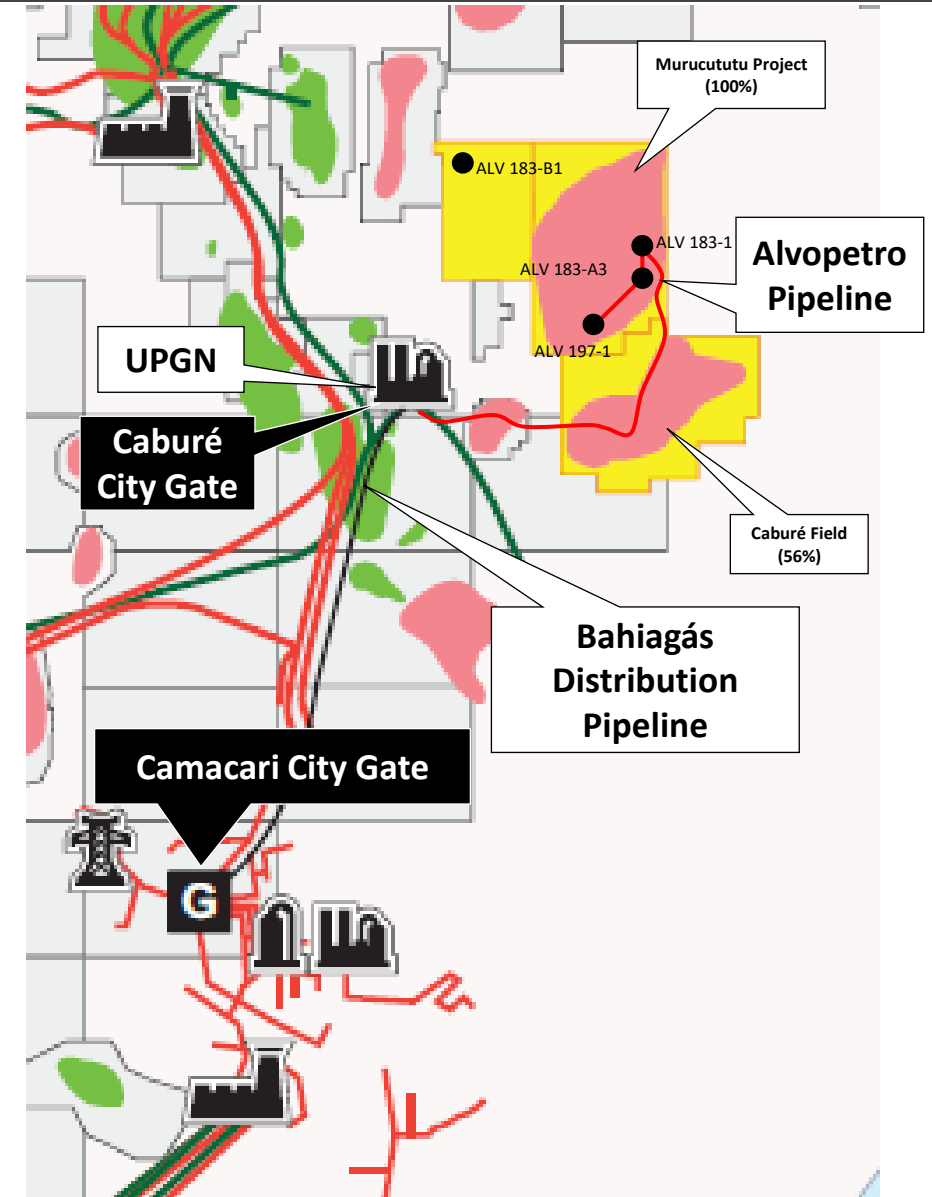 Murucututu Project
(100%)
ALV 183-B1
ALV 183-1
Alvopetro
Pipeline
ALV 183-A3
ALV 197-1
UPGN
Caburé
City Gate
Caburé Field
(56%)
Bahiagás
Distribution
Pipeline
Camacari City Gate
G